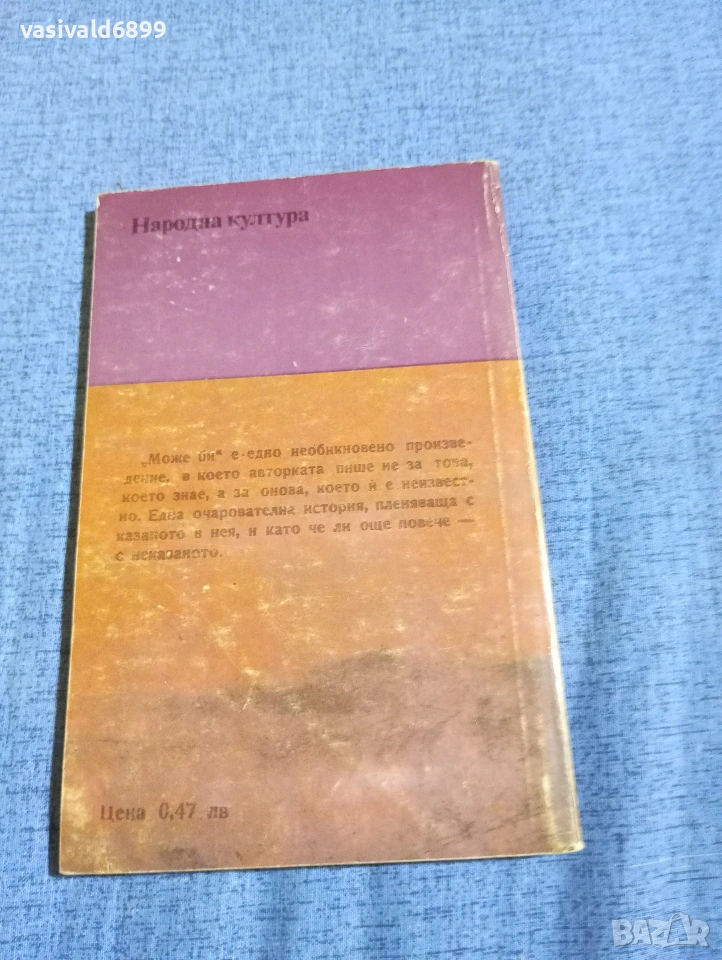 vasivald6899
Народна култура
„Може би“ е едно необикновено произве-
дение, в което авторката пише не за това,
което знае, а за онова, което ѝ е неизвест-
но. Една очарователна история, пленяваща с
казаното в нея, и като че ли още повече —
с неказаното.
Цена 0,47 лв
BAZAR